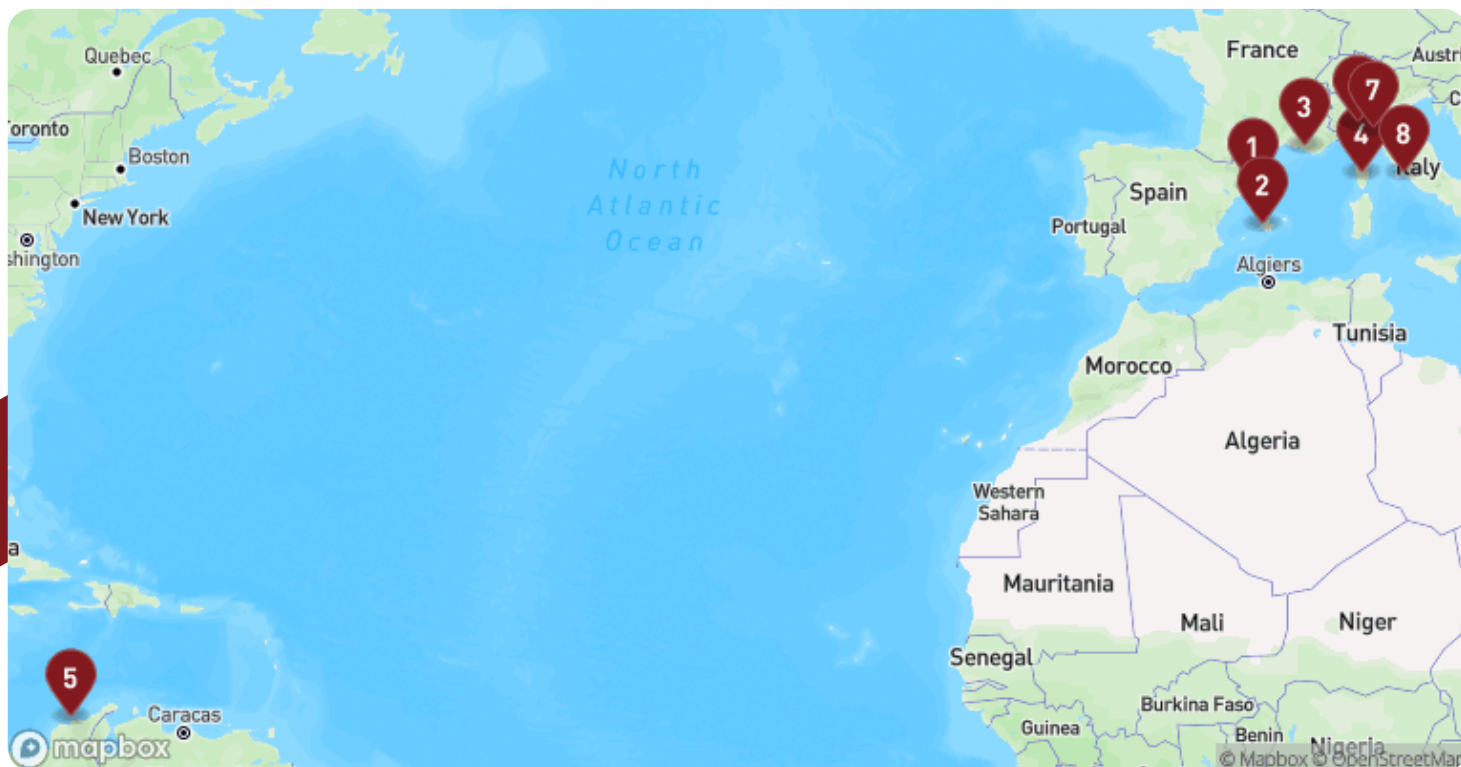 Quebec
France
Austri
Toronto
Boston
New York
shington
North
Atlantic
Ocean
1
2
3
4
7
8
Italy
Spain
Portugal
Algiers
Tunisia
Morocco
Algeria
Western
Sahara
Mauritania
Mali
Niger
a
Senegal
5
Caracas
Burkina Faso
Guinea
Benin
Nigeria
mapbox
© Mapbox © OpenStreetMap